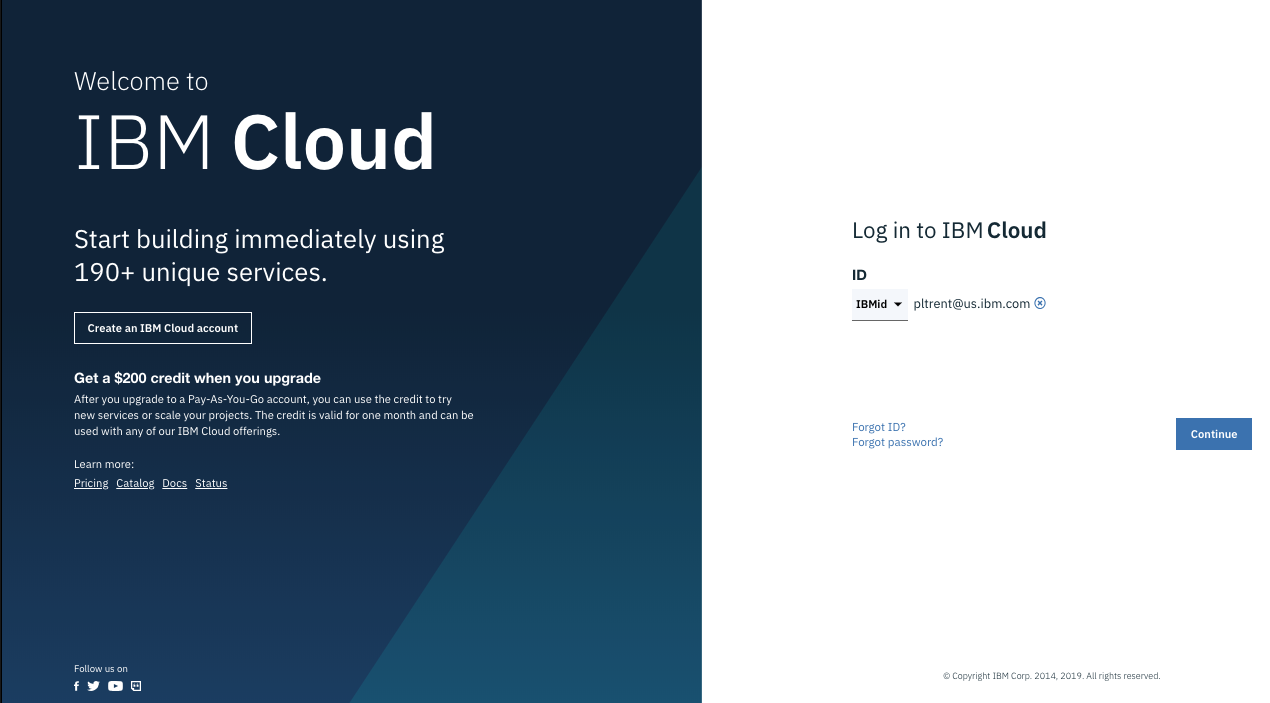 Welcome to
IBM Cloud
Start building immediately using
190+ unique services.
Create an IBM Cloud account
Get a $200 credit when you upgrade
After you upgrade to a Pay-As-You-Go account, you can use the credit to try
new services or scale your projects. The credit is valid for one month and can be
used with any of our IBM Cloud offerings.
Learn more:
Pricing Catalog Docs Status
Follow us on
Log in to IBM Cloud
ID
IBMid pltrent@us.ibm.com
Forgot ID?
Forgot password?
Continue
© Copyright IBM Corp. 2014, 2019. All rights reserved.